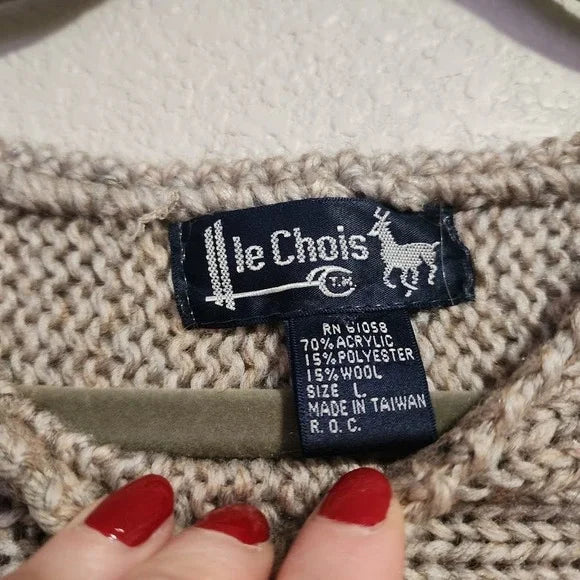 le Chois
T.M.
RN 61058
70% ACRYLIC
15% POLYESTER
15% WOOL
SIZE L
MADE IN TAIWAN
R.O.C.